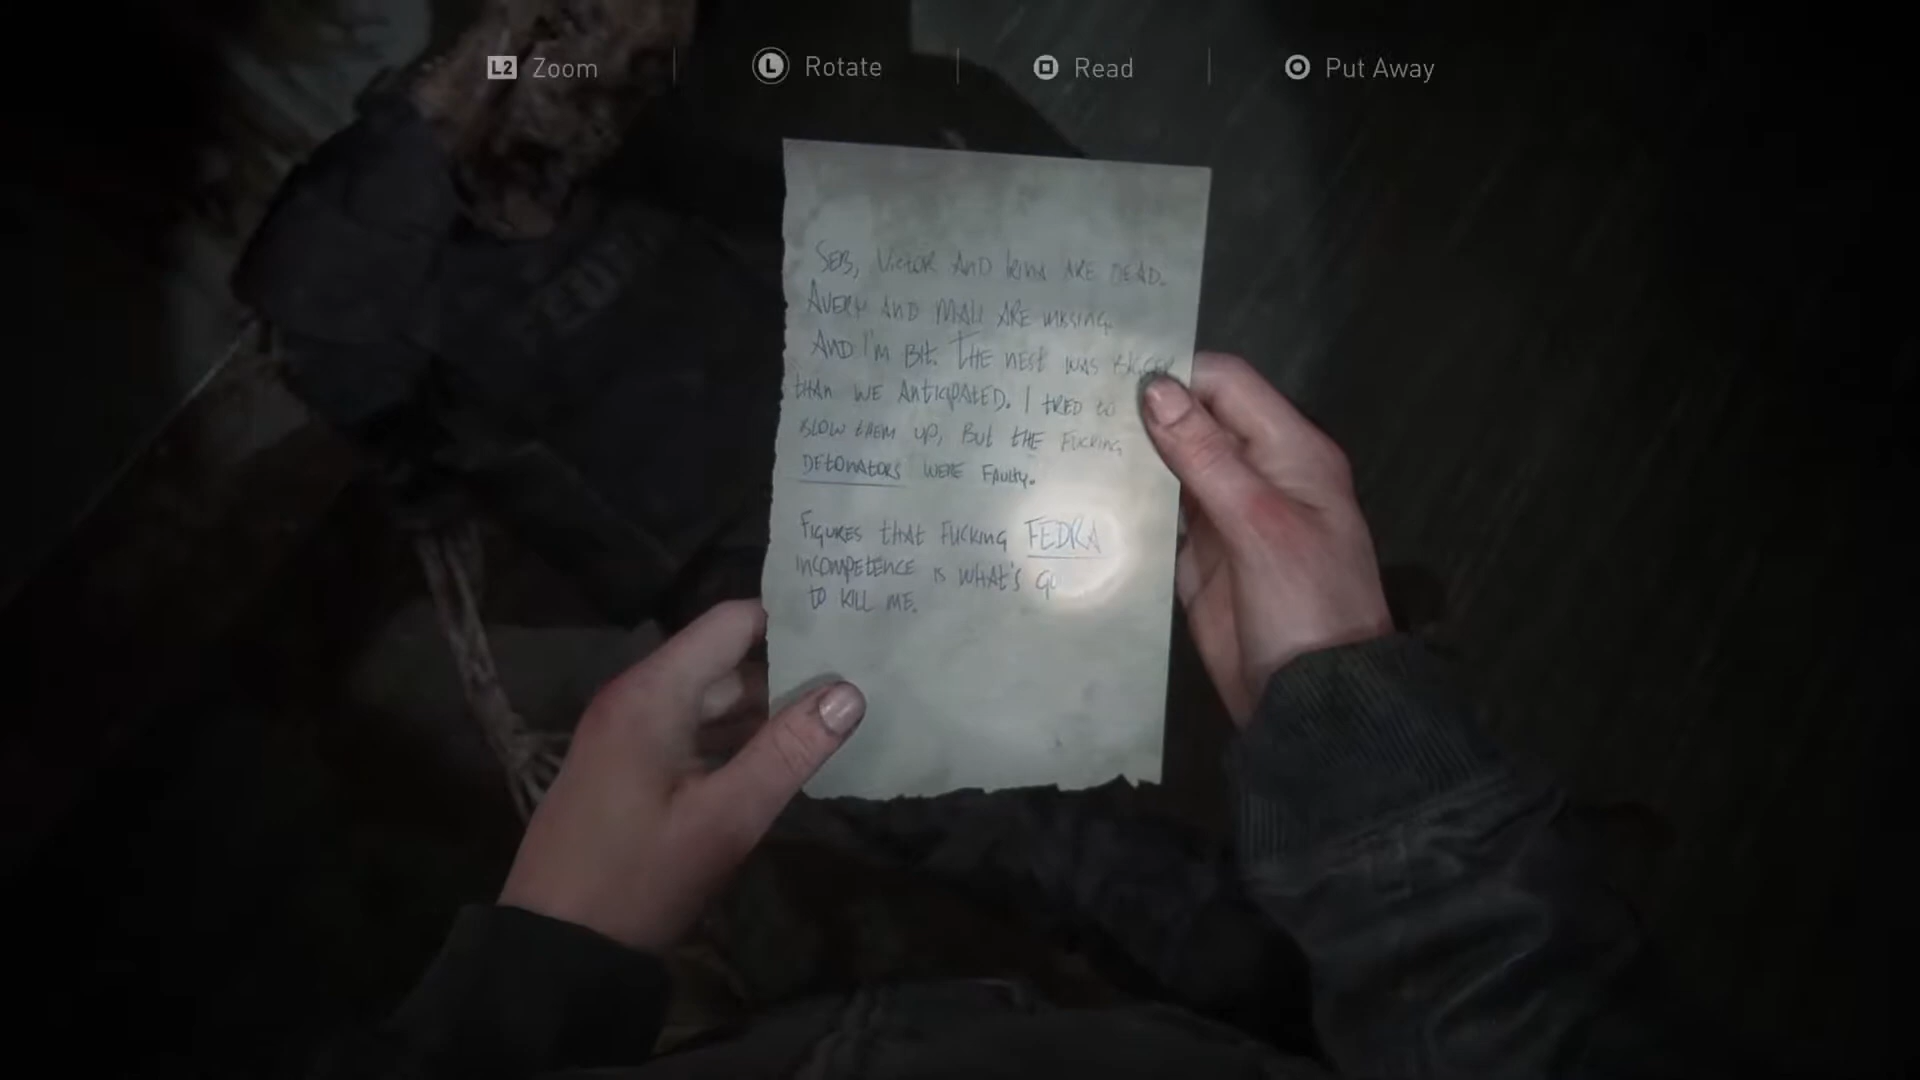 L2 Zoom
L Rotate
Read
Put Away
SEB, VICTOR AND IRINA ARE DEAD.
AVERY AND MALI ARE MISSING.
AND I'M BIT. THE NEST WAS BIGGER
THAN WE ANTICIPATED. I TRIED TO
BLOW THEM UP, BUT THE FUCKING
DETONATORS WERE FAULTY.
FIGURES THAT FUCKING FEDRA
INCOMPETENCE IS WHAT'S
TO KILL ME.